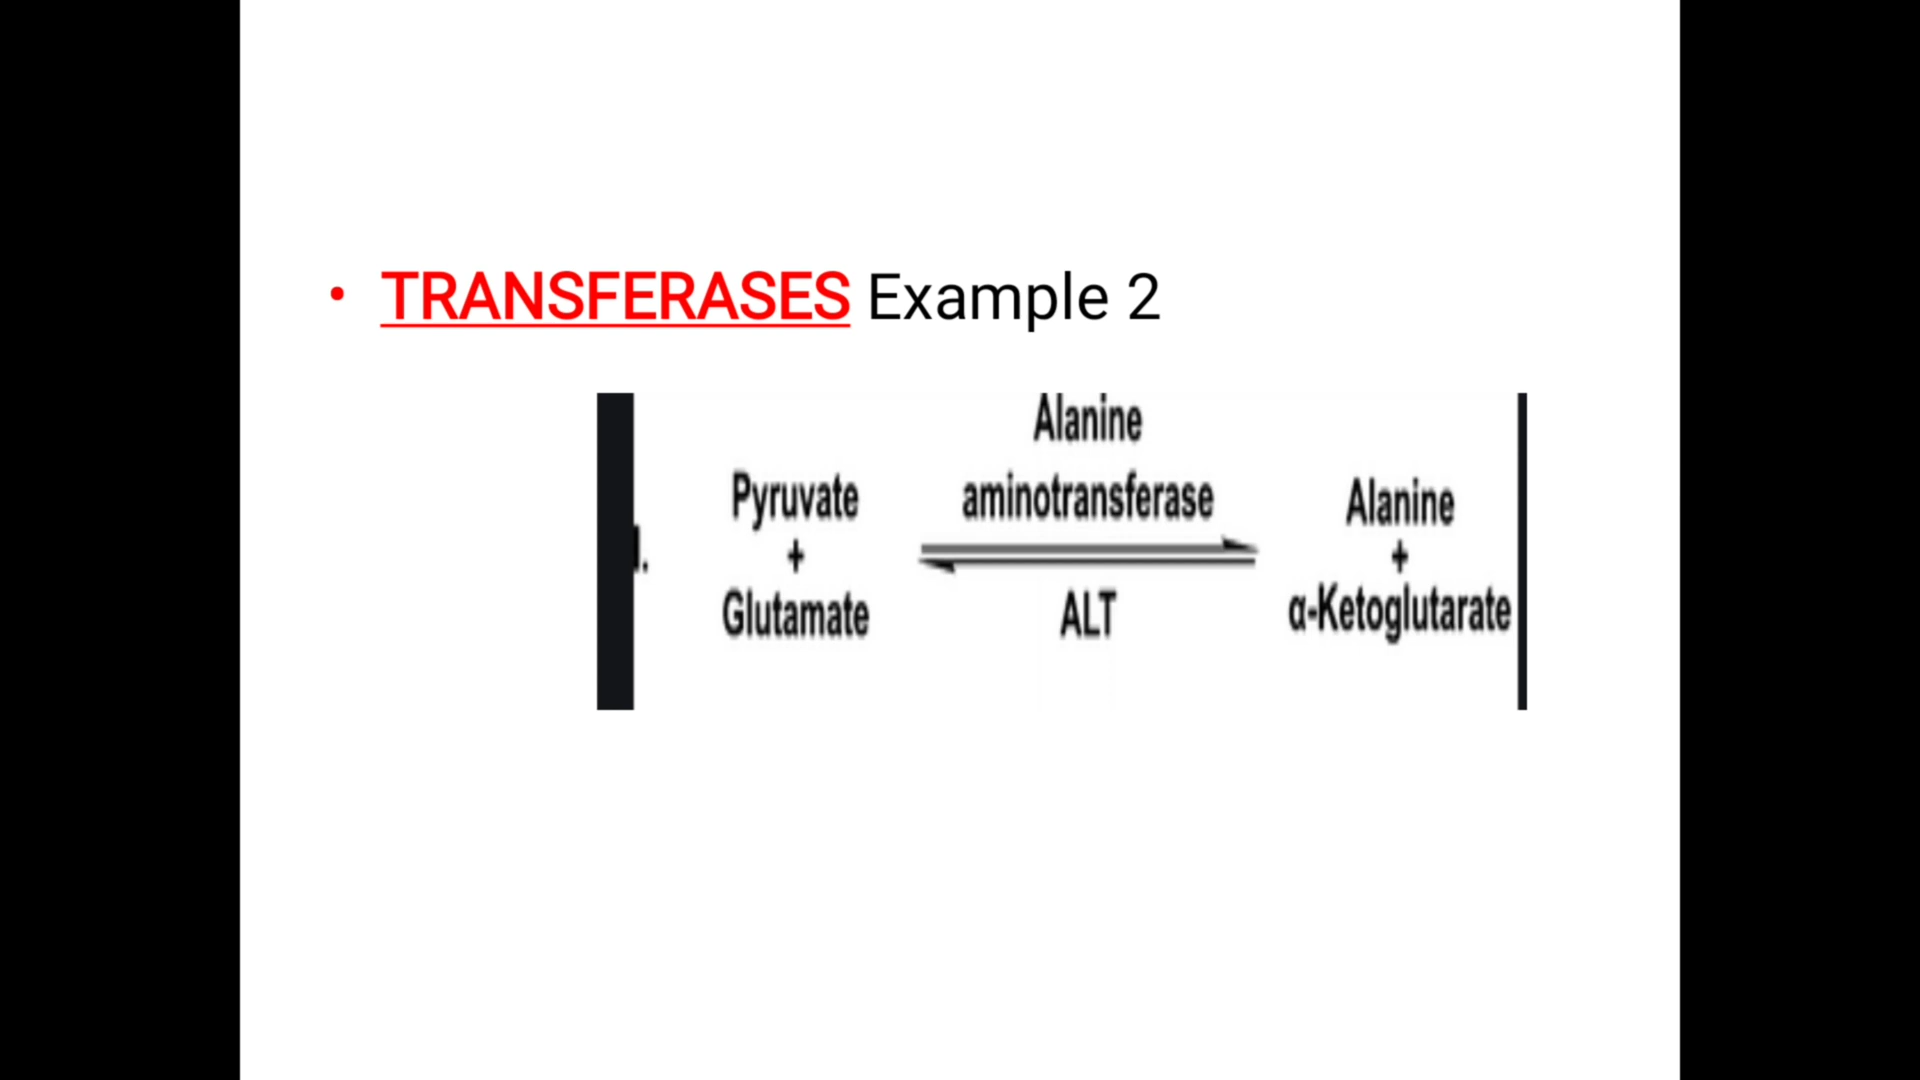 • TRANSFERASES Example 2
Alanine
aminotransferase
Pyruvate
+
Glutamate
ALT
Alanine
+
α-Ketoglutarate